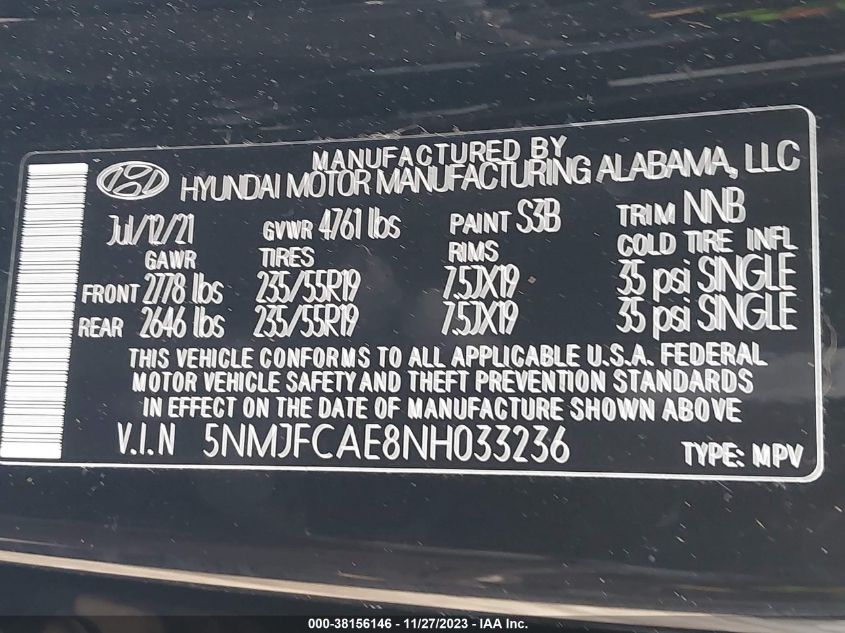 MANUFACTURED BY
HYUNDAI MOTOR MANUFACTURING ALABAMA, LLC
Jul/12/21 GVWR 4761 lbs PAINT S3B TRIM NNB
GAWR TIRES RIMS COLD TIRE INFL
FRONT 2778 lbs 235/55R19 7.5JX19 35 psi SINGLE
REAR 2646 lbs 235/55R19 7.5JX19 35 psi SINGLE
THIS VEHICLE CONFORMS TO ALL APPLICABLE U.S.A. FEDERAL
MOTOR VEHICLE SAFETY AND THEFT PREVENTION STANDARDS
IN EFFECT ON THE DATE OF MANUFACTURE SHOWN ABOVE
V.I.N 5NMJFCAE8NH033236 TYPE: MPV
000-38156146 - 11/27/2023 - IAA Inc.